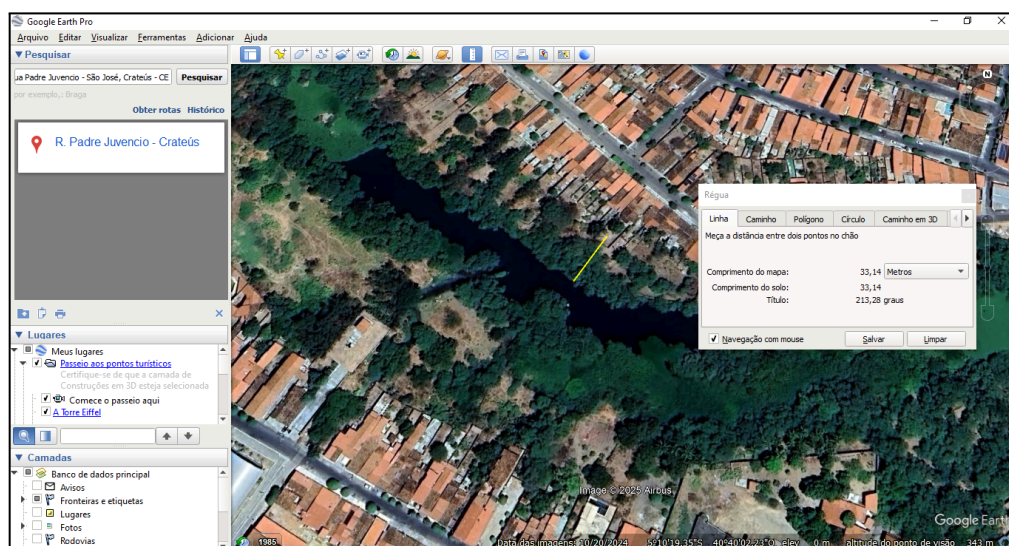 Google Earth Pro
Arquivo Editar Visualizar Ferramentas Adicionar Ajuda
▼ Pesquisar
ua Padre Juvencio - São José, Crateús - CE Pesquisar
por exemplo,: Braga
Obter rotas Histórico
R. Padre Juvencio - Crateús
N
Régua
Linha Caminho Polígono Círculo Caminho em 3D
Meça a distância entre dois pontos no chão
Comprimento do mapa: 33,14 Metros
Comprimento do solo: 33,14
Título: 213,28 graus
Navegação com mouse Salvar Limpar
▼ Lugares
Meus lugares
Passeio aos pontos turísticos
Certifique-se de que a camada de
Construções em 3D esteja selecionada
Comece o passeio aqui
A Torre Eiffel
▼ Camadas
Banco de dados principal
Avisos
Fronteiras e etiquetas
Lugares
Fotos
Rodovias
Image © 2025 Airbus
Google Earth
1985
Data das imagens: 10/20/2024 5°10'19.35"S 40°40'02.23"O elev 0 m altitude do ponto de visão 343 m